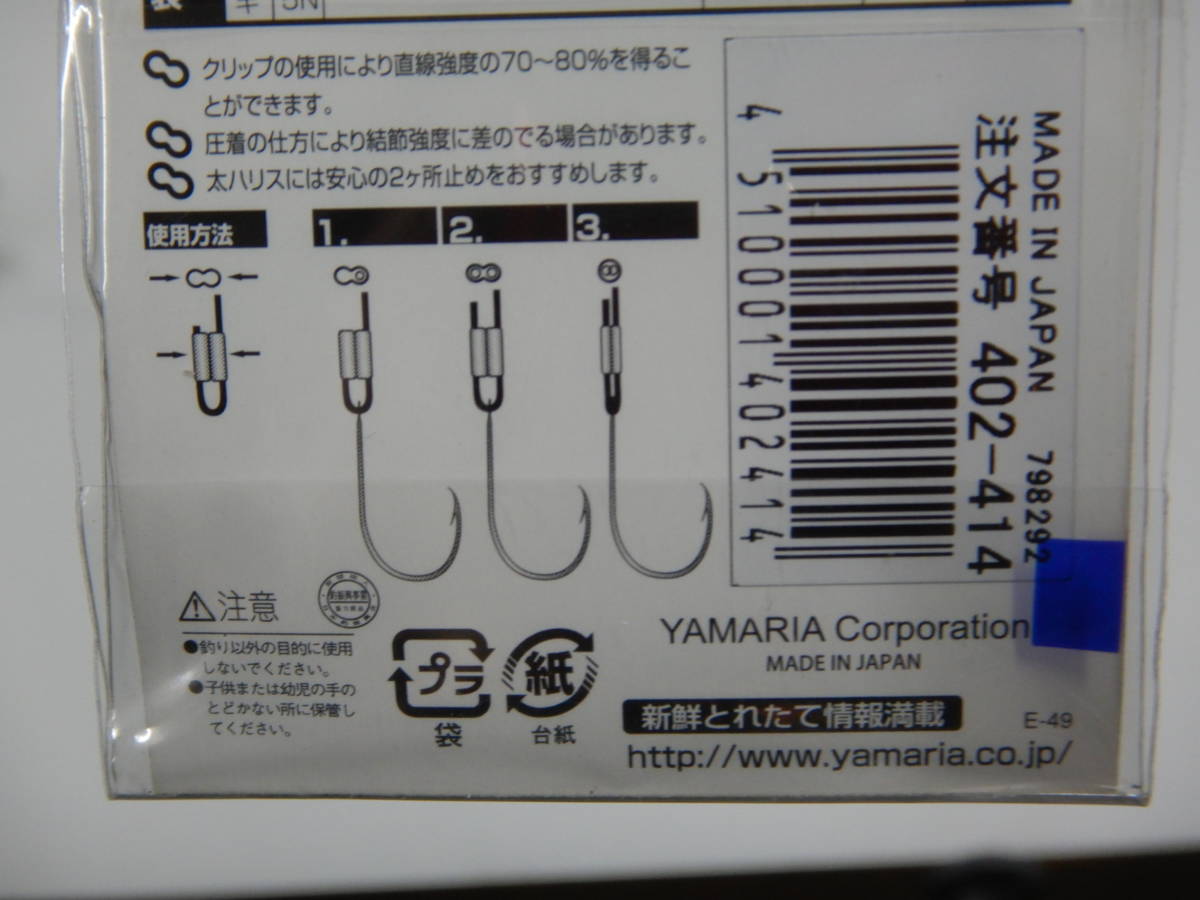 5N
クリップの使用により直線強度の70～80%を得るこ
とができます。
圧着の仕方により結節強度に差のでる場合があります。
太ハリスには安心の2ヶ所止めをおすすめします。
使用方法
1.
2.
3.
MADE IN JAPAN 798292
注文番号 402-414
4510001402414
注意
●釣り以外の目的に使用
しないでください。
●子供または幼児の手の
とどかない所に保管し
てください。
プラ
袋
紙
台紙
YAMARIA Corporation
MADE IN JAPAN
新鮮とれたて情報満載
E-49
http://www.yamaria.co.jp/